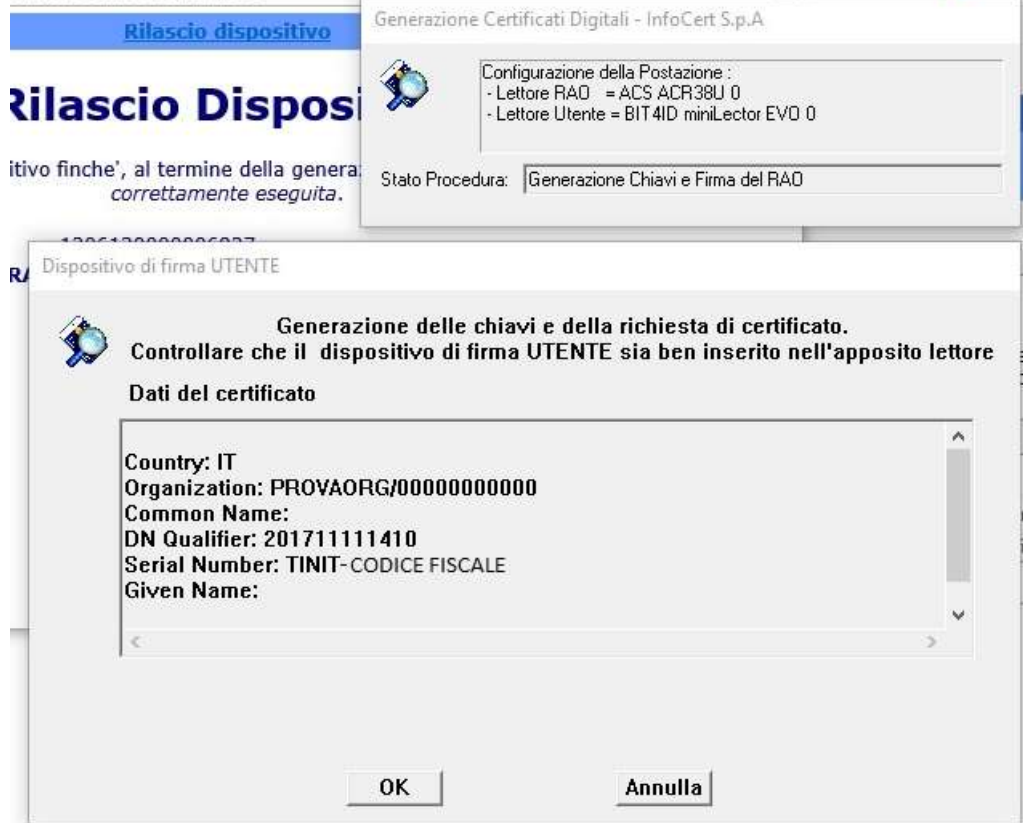 Rilascio dispositivo
Rilascio Disposi
itivo finche', al termine della genera
correttamente eseguita.
Generazione Certificati Digitali - InfoCert S.p.A
Configurazione della Postazione :
- Lettore RAO = ACS ACR38U 0
- Lettore Utente = BIT4ID miniLector EVO 0
Stato Procedura: Generazione Chiavi e Firma del RAO
RA
Dispositivo di firma UTENTE
Generazione delle chiavi e della richiesta di certificato.
Controllare che il dispositivo di firma UTENTE sia ben inserito nell'apposito lettore
Dati del certificato
Country: IT
Organization: PROVAORG/00000000000
Common Name:
DN Qualifier: 201711111410
Serial Number: TINIT-CODICE FISCALE
Given Name:
OK Annulla